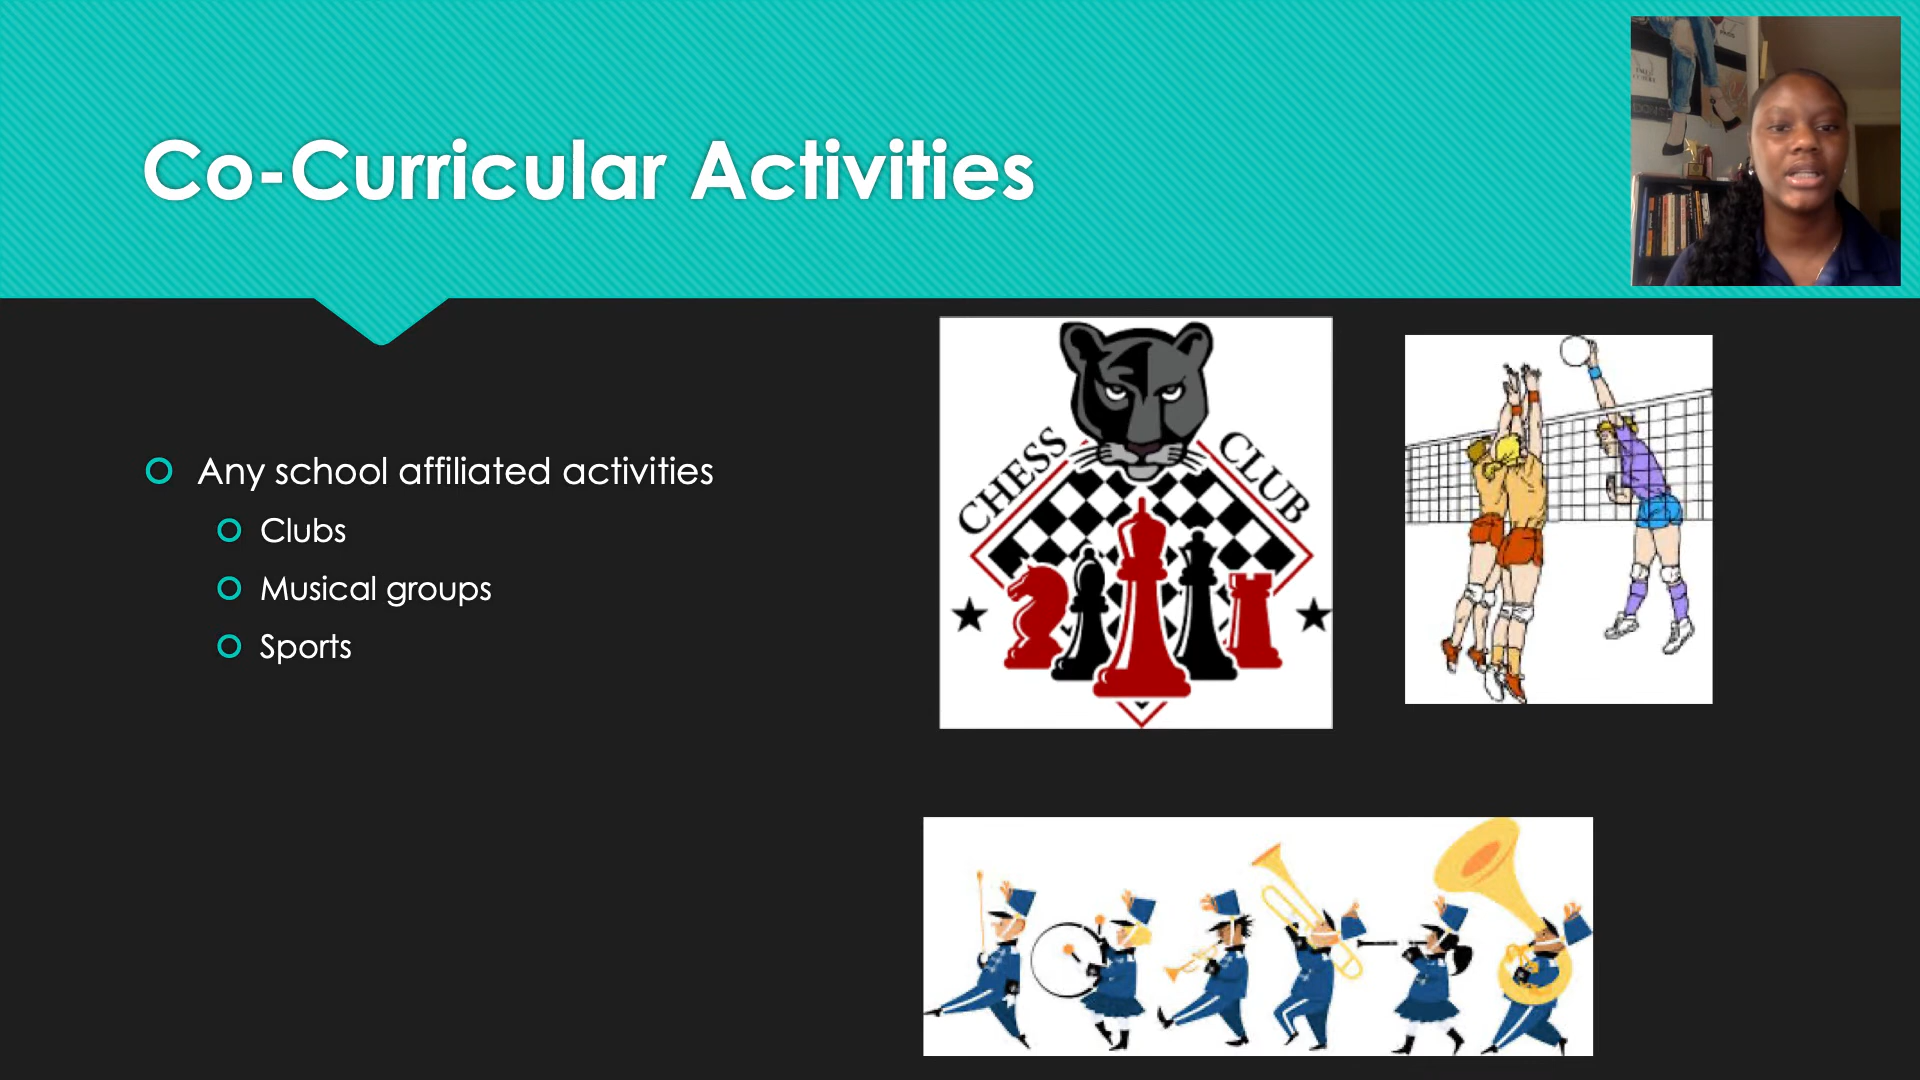 Co-Curricular Activities
Any school affiliated activities
Clubs
Musical groups
Sports
CHESS CLUB